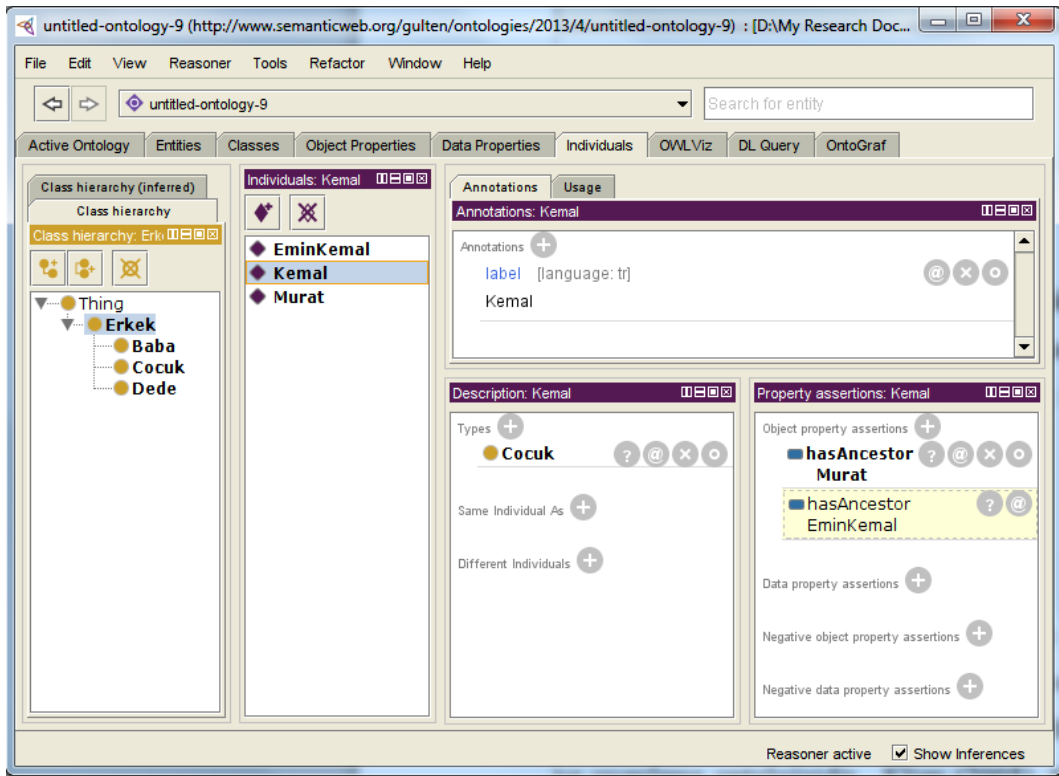 untitled-ontology-9 (http://www.semanticweb.org/gulten/ontologies/2013/4/untitled-ontology-9) : [D:\My Research Doc...
File Edit View Reasoner Tools Refactor Window Help
untitled-ontology-9
Search for entity
Active Ontology Entities Classes Object Properties Data Properties Individuals OWLViz DL Query OntoGraf
Class hierarchy (inferred)
Class hierarchy
Class hierarchy: Erk
Thing
Erkek
Baba
Cocuk
Dede
Individuals: Kemal
EminKemal
Kemal
Murat
Annotations Usage
Annotations: Kemal
Annotations
label [language: tr]
Kemal
Description: Kemal
Types
Cocuk
Same Individual As
Different Individuals
Property assertions: Kemal
Object property assertions
hasAncestor
Murat
hasAncestor
EminKemal
Data property assertions
Negative object property assertions
Negative data property assertions
Reasoner active Show Inferences